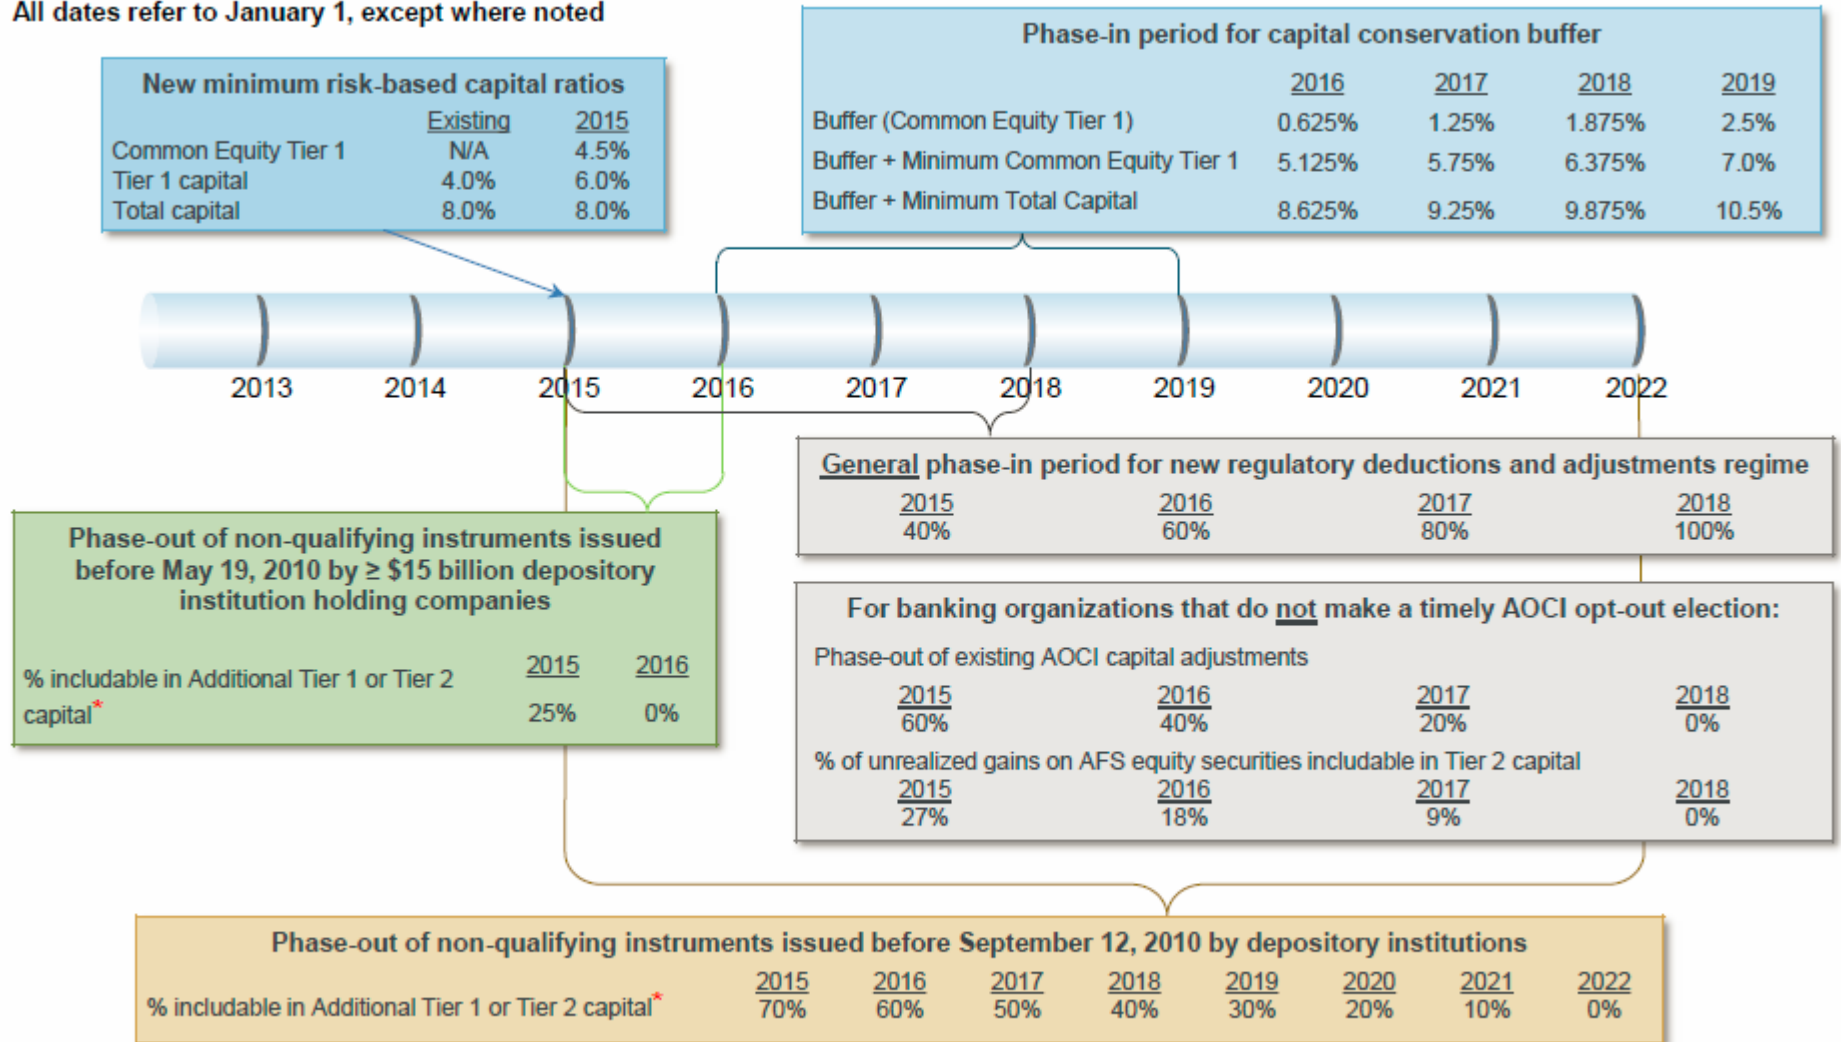 All dates refer to January 1, except where noted
New minimum risk-based capital ratios
Existing 2015
Common Equity Tier 1 N/A 4.5%
Tier 1 capital 4.0% 6.0%
Total capital 8.0% 8.0%
Phase-in period for capital conservation buffer
2016 2017 2018 2019
Buffer (Common Equity Tier 1) 0.625% 1.25% 1.875% 2.5%
Buffer + Minimum Common Equity Tier 1 5.125% 5.75% 6.375% 7.0%
Buffer + Minimum Total Capital 8.625% 9.25% 9.875% 10.5%
2013 2014 2015 2016 2017 2018 2019 2020 2021 2022
General phase-in period for new regulatory deductions and adjustments regime
2015 2016 2017 2018
40% 60% 80% 100%
Phase-out of non-qualifying instruments issued
before May 19, 2010 by ≥ $15 billion depository
institution holding companies
2015 2016
% includable in Additional Tier 1 or Tier 2
capital* 25% 0%
For banking organizations that do not make a timely AOCI opt-out election:
Phase-out of existing AOCI capital adjustments
2015 2016 2017 2018
60% 40% 20% 0%
% of unrealized gains on AFS equity securities includable in Tier 2 capital
2015 2016 2017 2018
27% 18% 9% 0%
Phase-out of non-qualifying instruments issued before September 12, 2010 by depository institutions
2015 2016 2017 2018 2019 2020 2021 2022
% includable in Additional Tier 1 or Tier 2 capital* 70% 60% 50% 40% 30% 20% 10% 0%